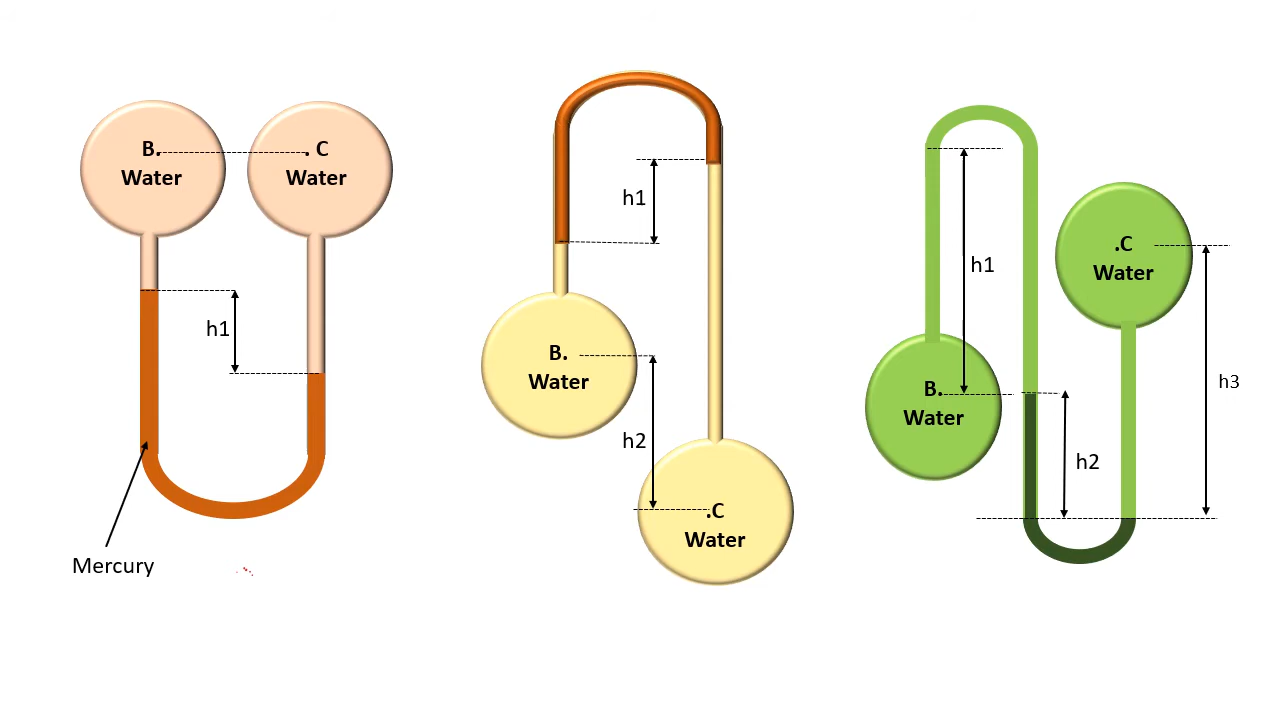 B.
Water
. C
Water
h1
Mercury
h1
B.
Water
h2
.C
Water
h1
B.
Water
h2
.C
Water
h3